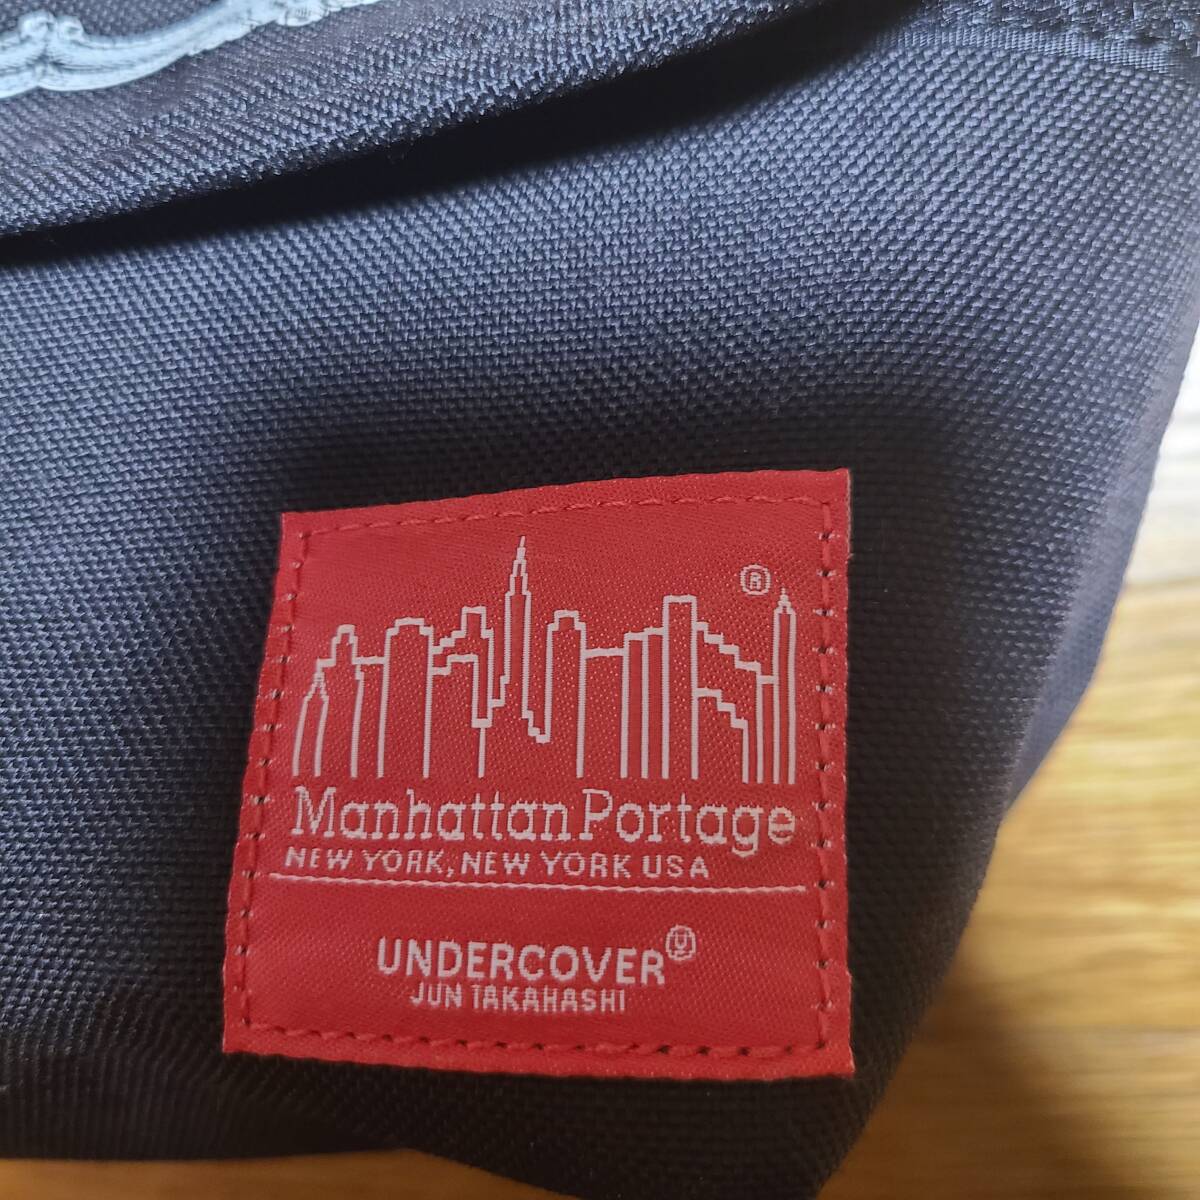 ®
Manhattan Portage
NEW YORK, NEW YORK USA
UNDERCOVER Ⓤ
JUN TAKAHASHI